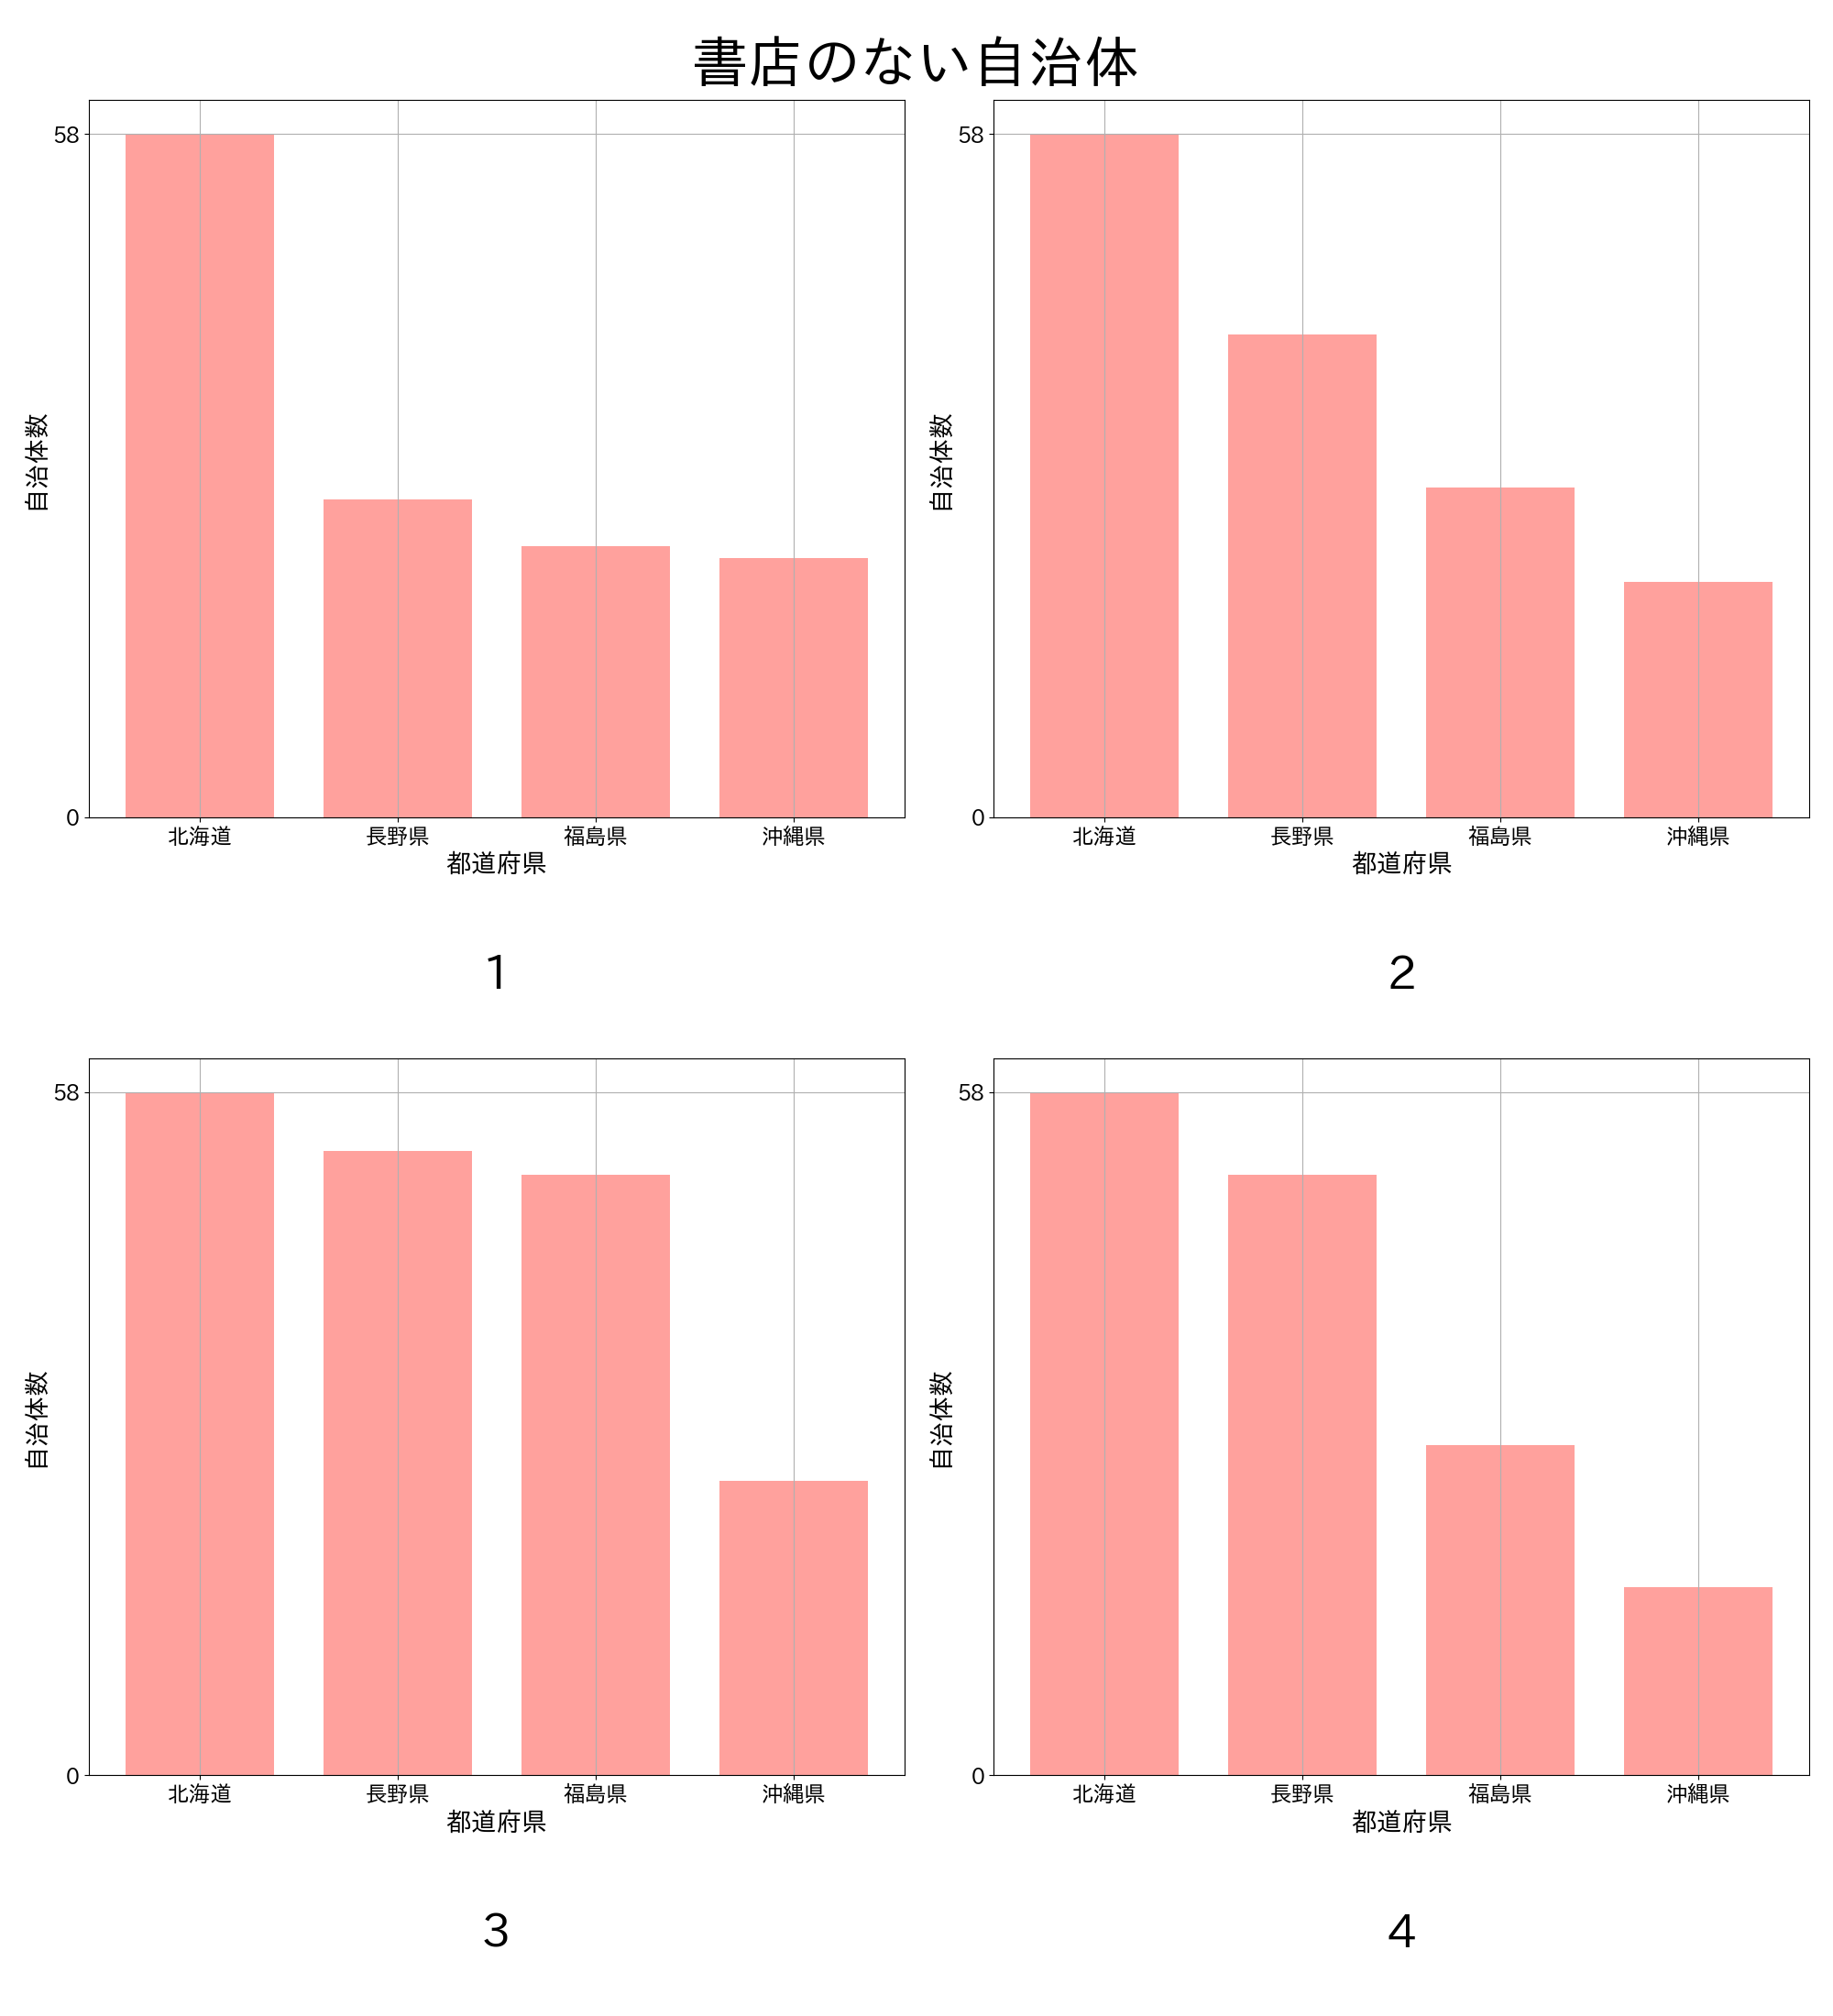 書店のない自治体
58
0
自治体数
北海道 長野県 福島県 沖縄県
都道府県
1
58
0
自治体数
北海道 長野県 福島県 沖縄県
都道府県
2
58
0
自治体数
北海道 長野県 福島県 沖縄県
都道府県
3
58
0
自治体数
北海道 長野県 福島県 沖縄県
都道府県
4